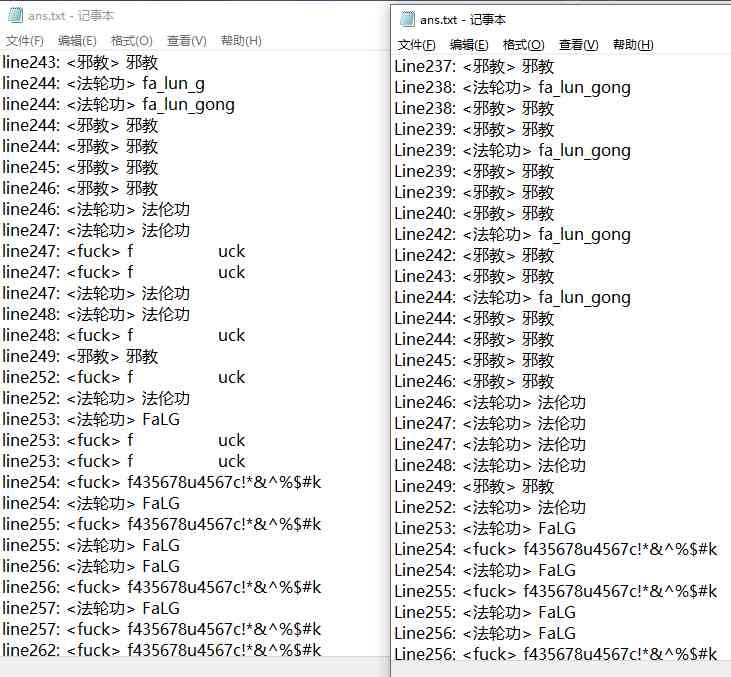 ans.txt - 记事本
文件(F) 编辑(E) 格式(O) 查看(V) 帮助(H)
line243: <邪教> 邪教
line244: <法轮功> fa_lun_g
line244: <法轮功> fa_lun_gong
line244: <邪教> 邪教
line244: <邪教> 邪教
line245: <邪教> 邪教
line246: <邪教> 邪教
line246: <法轮功> 法伦功
line247: <法轮功> 法伦功
line247: <fuck> f uck
line247: <fuck> f uck
line247: <法轮功> 法伦功
line248: <法轮功> 法伦功
line248: <fuck> f uck
line249: <邪教> 邪教
line252: <fuck> f uck
line252: <法轮功> 法伦功
line253: <法轮功> FaLG
line253: <fuck> f uck
line253: <fuck> f uck
line254: <fuck> f435678u4567c!*&^%$#k
line254: <法轮功> FaLG
line255: <fuck> f435678u4567c!*&^%$#k
line255: <法轮功> FaLG
line256: <法轮功> FaLG
line256: <fuck> f435678u4567c!*&^%$#k
line257: <法轮功> FaLG
line257: <fuck> f435678u4567c!*&^%$#k
line262: <fuck> f435678u4567c!*&^%$#k
ans.txt - 记事本
文件(F) 编辑(E) 格式(O) 查看(V) 帮助(H)
Line237: <邪教> 邪教
Line238: <法轮功> fa_lun_gong
Line238: <邪教> 邪教
Line239: <邪教> 邪教
Line239: <法轮功> fa_lun_gong
Line239: <邪教> 邪教
Line239: <邪教> 邪教
Line240: <邪教> 邪教
Line242: <法轮功> fa_lun_gong
Line242: <邪教> 邪教
Line243: <邪教> 邪教
Line244: <法轮功> fa_lun_gong
Line244: <邪教> 邪教
Line244: <邪教> 邪教
Line245: <邪教> 邪教
Line246: <邪教> 邪教
Line246: <法轮功> 法伦功
Line247: <法轮功> 法伦功
Line247: <法轮功> 法伦功
Line248: <法轮功> 法伦功
Line249: <邪教> 邪教
Line252: <法轮功> 法伦功
Line253: <法轮功> FaLG
Line254: <fuck> f435678u4567c!*&^%$#k
Line254: <法轮功> FaLG
Line255: <fuck> f435678u4567c!*&^%$#k
Line255: <法轮功> FaLG
Line256: <法轮功> FaLG
Line256: <fuck> f435678u4567c!*&^%$#k